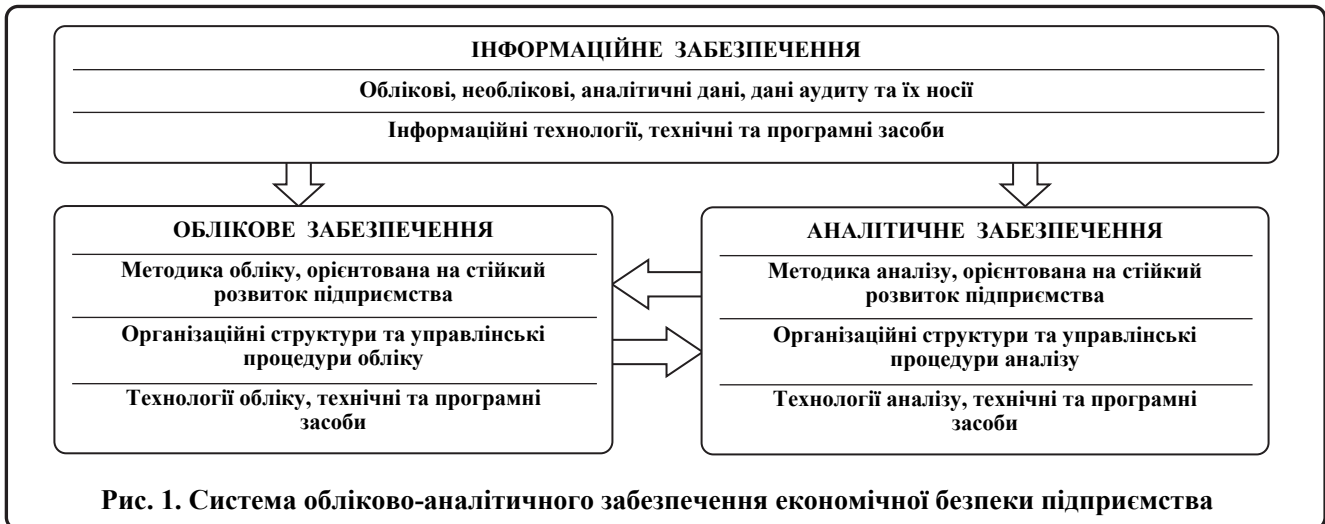 ІНФОРМАЦІЙНЕ ЗАБЕЗПЕЧЕННЯ
Облікові, необлікові, аналітичні дані, дані аудиту та їх носії
Інформаційні технології, технічні та програмні засоби
ОБЛІКОВЕ ЗАБЕЗПЕЧЕННЯ
Методика обліку, орієнтована на стійкий
розвиток підприємства
Організаційні структури та управлінські
процедури обліку
Технології обліку, технічні та програмні
засоби
АНАЛІТИЧНЕ ЗАБЕЗПЕЧЕННЯ
Методика аналізу, орієнтована на стійкий
розвиток підприємства
Організаційні структури та управлінські
процедури аналізу
Технології аналізу, технічні та програмні
засоби
Рис. 1. Система обліково-аналітичного забезпечення економічної безпеки підприємства